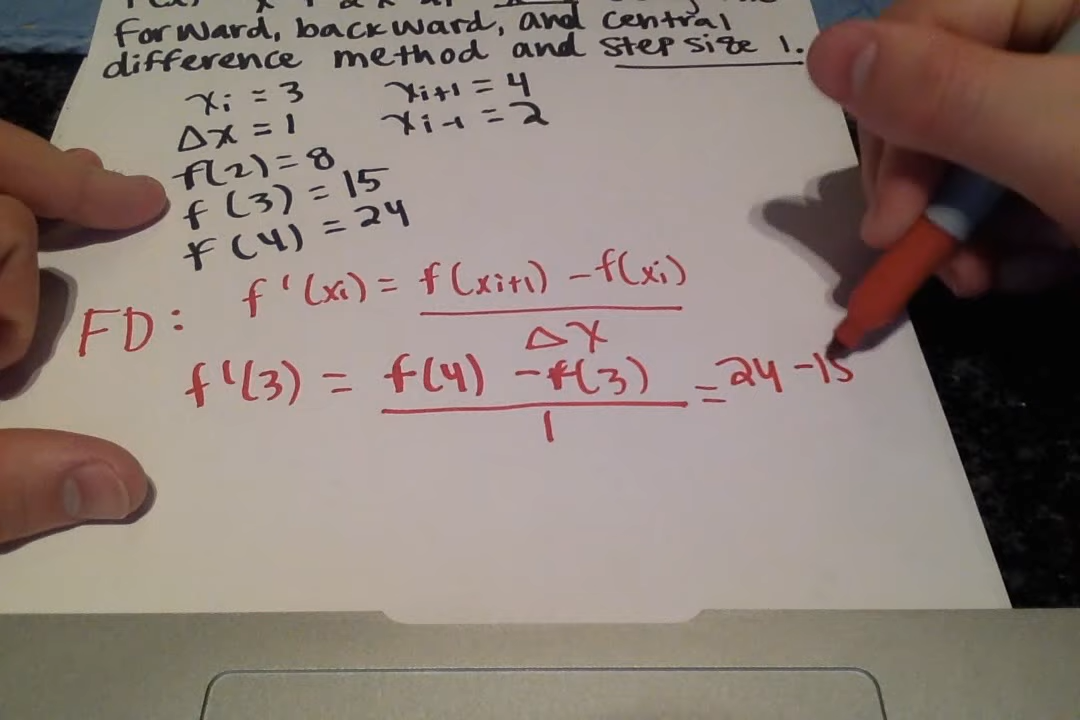 forward, backward, and central
difference method and step size 1.
xi = 3
xi+1 = 4
Δx = 1
xi-1 = 2
f(2) = 8
f(3) = 15
f(4) = 24
FD: f'(xi) = f(xi+1) - f(xi)
Δx
f'(3) = f(4) - f(3) = 24 - 15
1